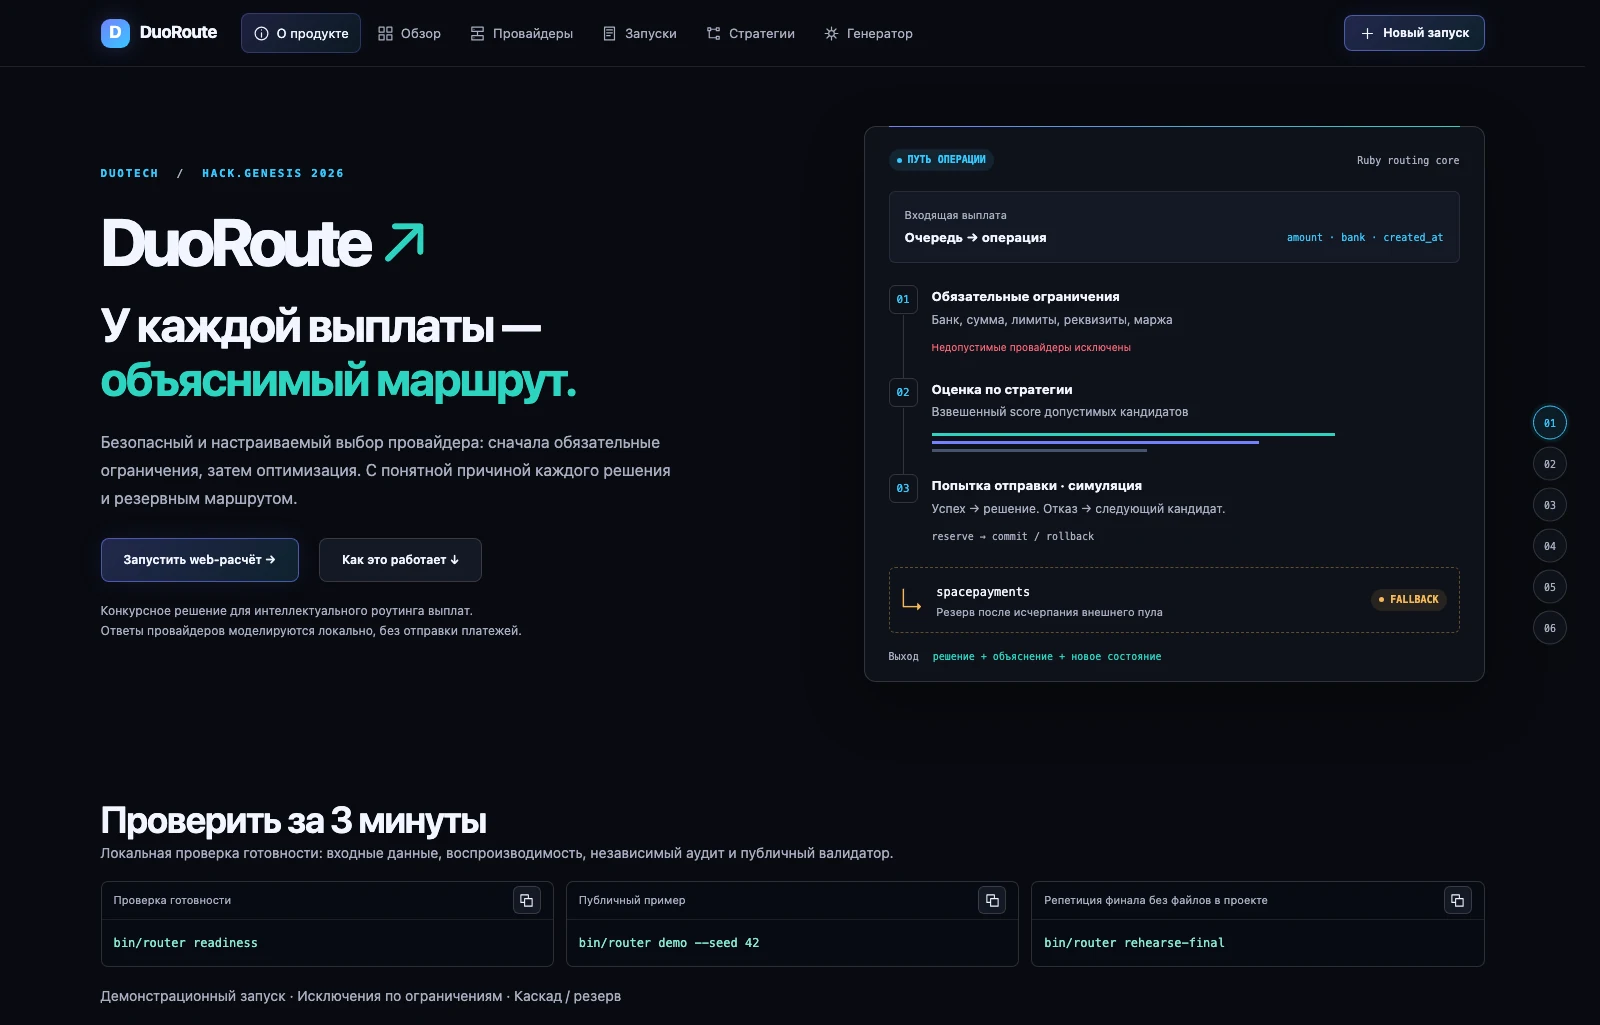 D DuoRoute О продукте Обзор Провайдеры Запуски Стратегии Генератор Новый запуск
DUOTECH / HACK.GENESIS 2026
DuoRoute
У каждой выплаты —
объяснимый маршрут.
Безопасный и настраиваемый выбор провайдера: сначала обязательные
ограничения, затем оптимизация. С понятной причиной каждого решения
и резервным маршрутом.
Запустить web-расчёт → Как это работает ↓
Конкурсное решение для интеллектуального роутинга выплат.
Ответы провайдеров моделируются локально, без отправки платежей.
ПУТЬ ОПЕРАЦИИ Ruby routing core
Входящая выплата
Очередь → операция amount · bank · created_at
01 Обязательные ограничения
Банк, сумма, лимиты, реквизиты, маржа
Недопустимые провайдеры исключены
02 Оценка по стратегии
Взвешенный score допустимых кандидатов
03 Попытка отправки · симуляция
Успех → решение. Отказ → следующий кандидат.
reserve → commit / rollback
spacepayments FALLBACK
Резерв после исчерпания внешнего пула
Выход решение + объяснение + новое состояние
01
02
03
04
05
06
Проверить за 3 минуты
Локальная проверка готовности: входные данные, воспроизводимость, независимый аудит и публичный валидатор.
Проверка готовности
bin/router readiness
Публичный пример
bin/router demo --seed 42
Репетиция финала без файлов в проекте
bin/router rehearse-final
Демонстрационный запуск · Исключения по ограничениям · Каскад / резерв